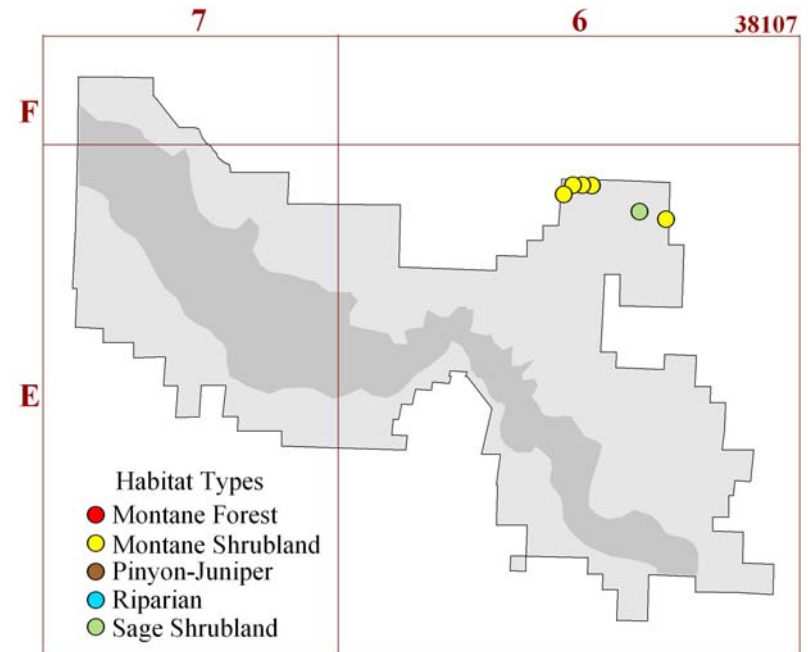 7 6 38107
F
E
Habitat Types
Montane Forest
Montane Shrubland
Pinyon-Juniper
Riparian
Sage Shrubland